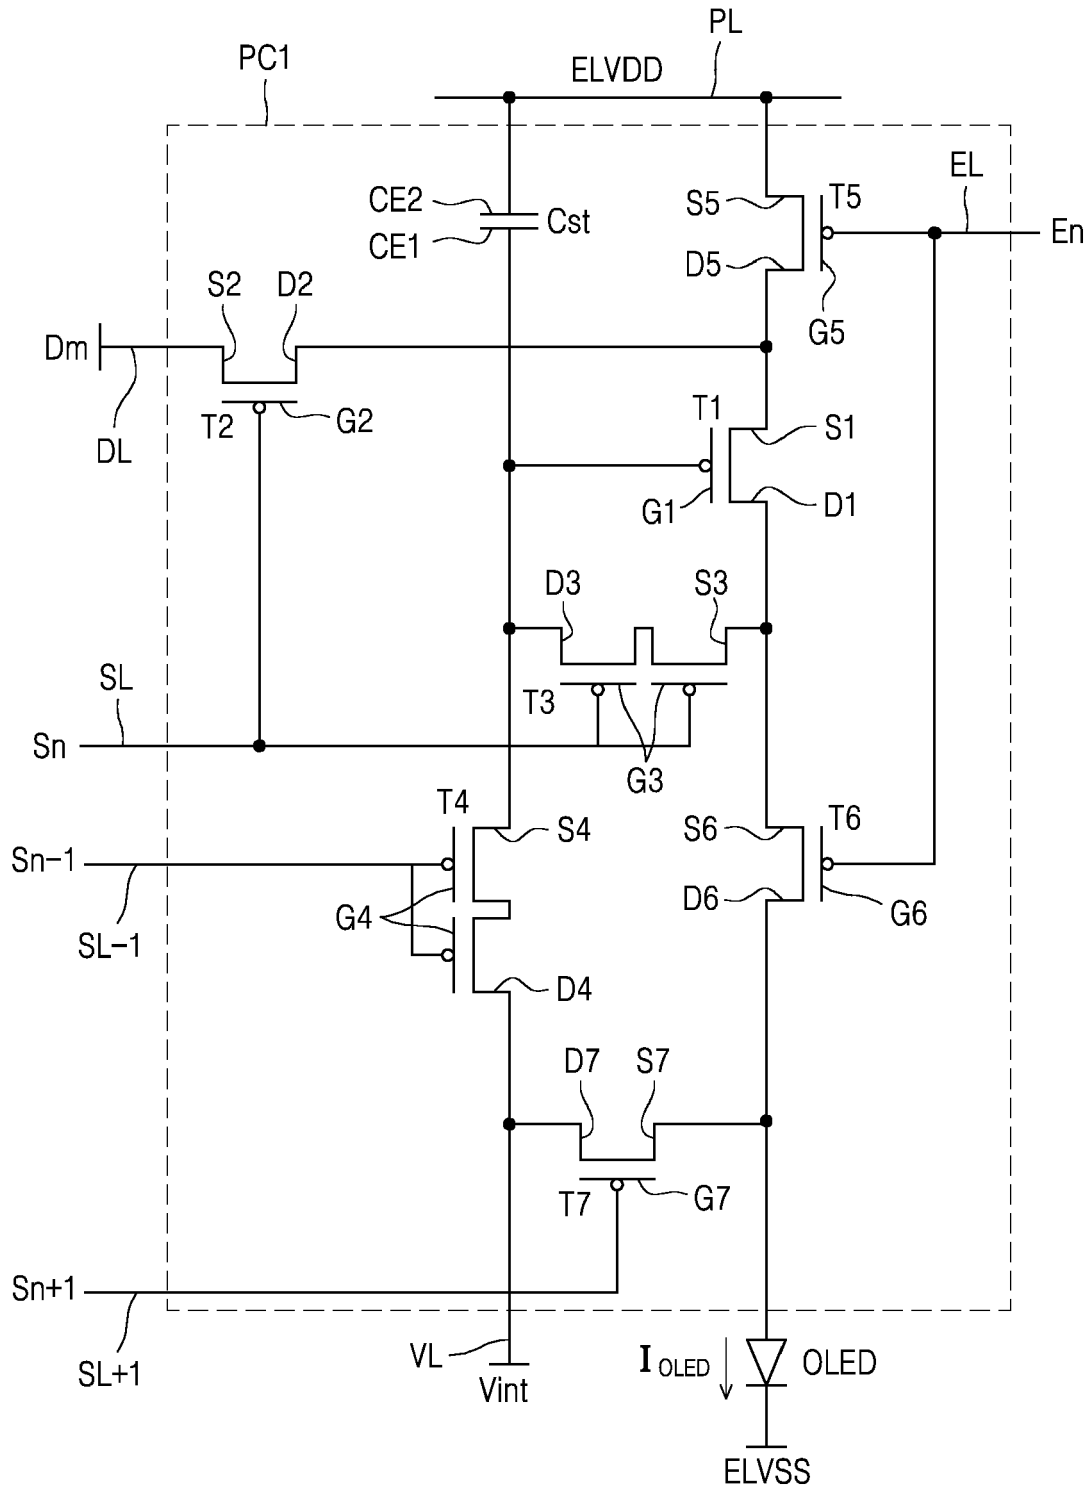 PL
PC1
ELVDD
EL
CE2
S5
T5
Cst
En
CE1
D5
S2
D2
G5
Dm
T1
T2
G2
S1
DL
G1
D1
D3
S3
SL
T3
Sn
G3
T4
T6
S4
S6
Sn-1
G4
D6
G6
SL-1
D4
D7
S7
T7
G7
Sn+1
VL
I OLED
OLED
SL+1
Vint
ELVSS